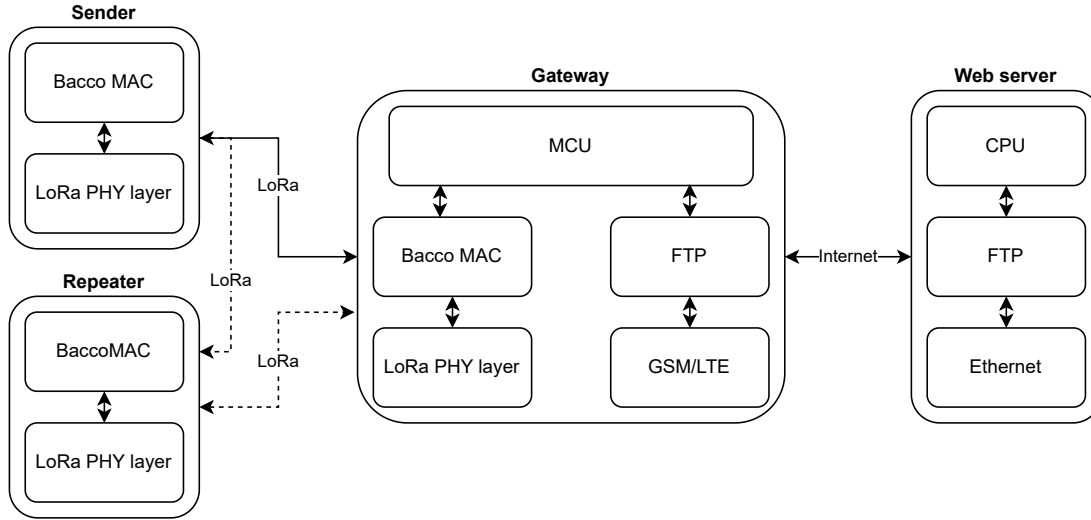 Sender
Bacco MAC
LoRa PHY layer
LoRa
LoRa
Repeater
BaccoMAC
LoRa PHY layer
LoRa
Gateway
MCU
Bacco MAC
FTP
LoRa PHY layer
GSM/LTE
Internet
Web server
CPU
FTP
Ethernet